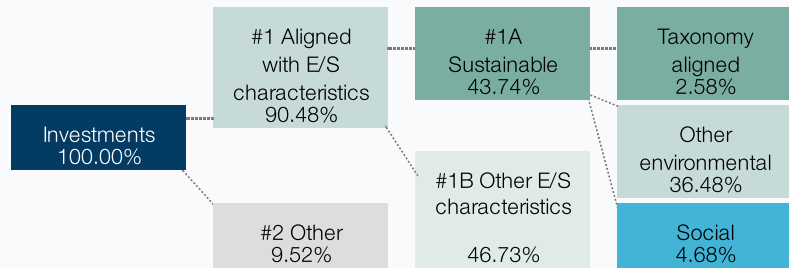 Investments
100.00%
#1 Aligned
with E/S
characteristics
90.48%
#2 Other
9.52%
#1A
Sustainable
43.74%
#1B Other E/S
characteristics
46.73%
Taxonomy
aligned
2.58%
Other
environmental
36.48%
Social
4.68%